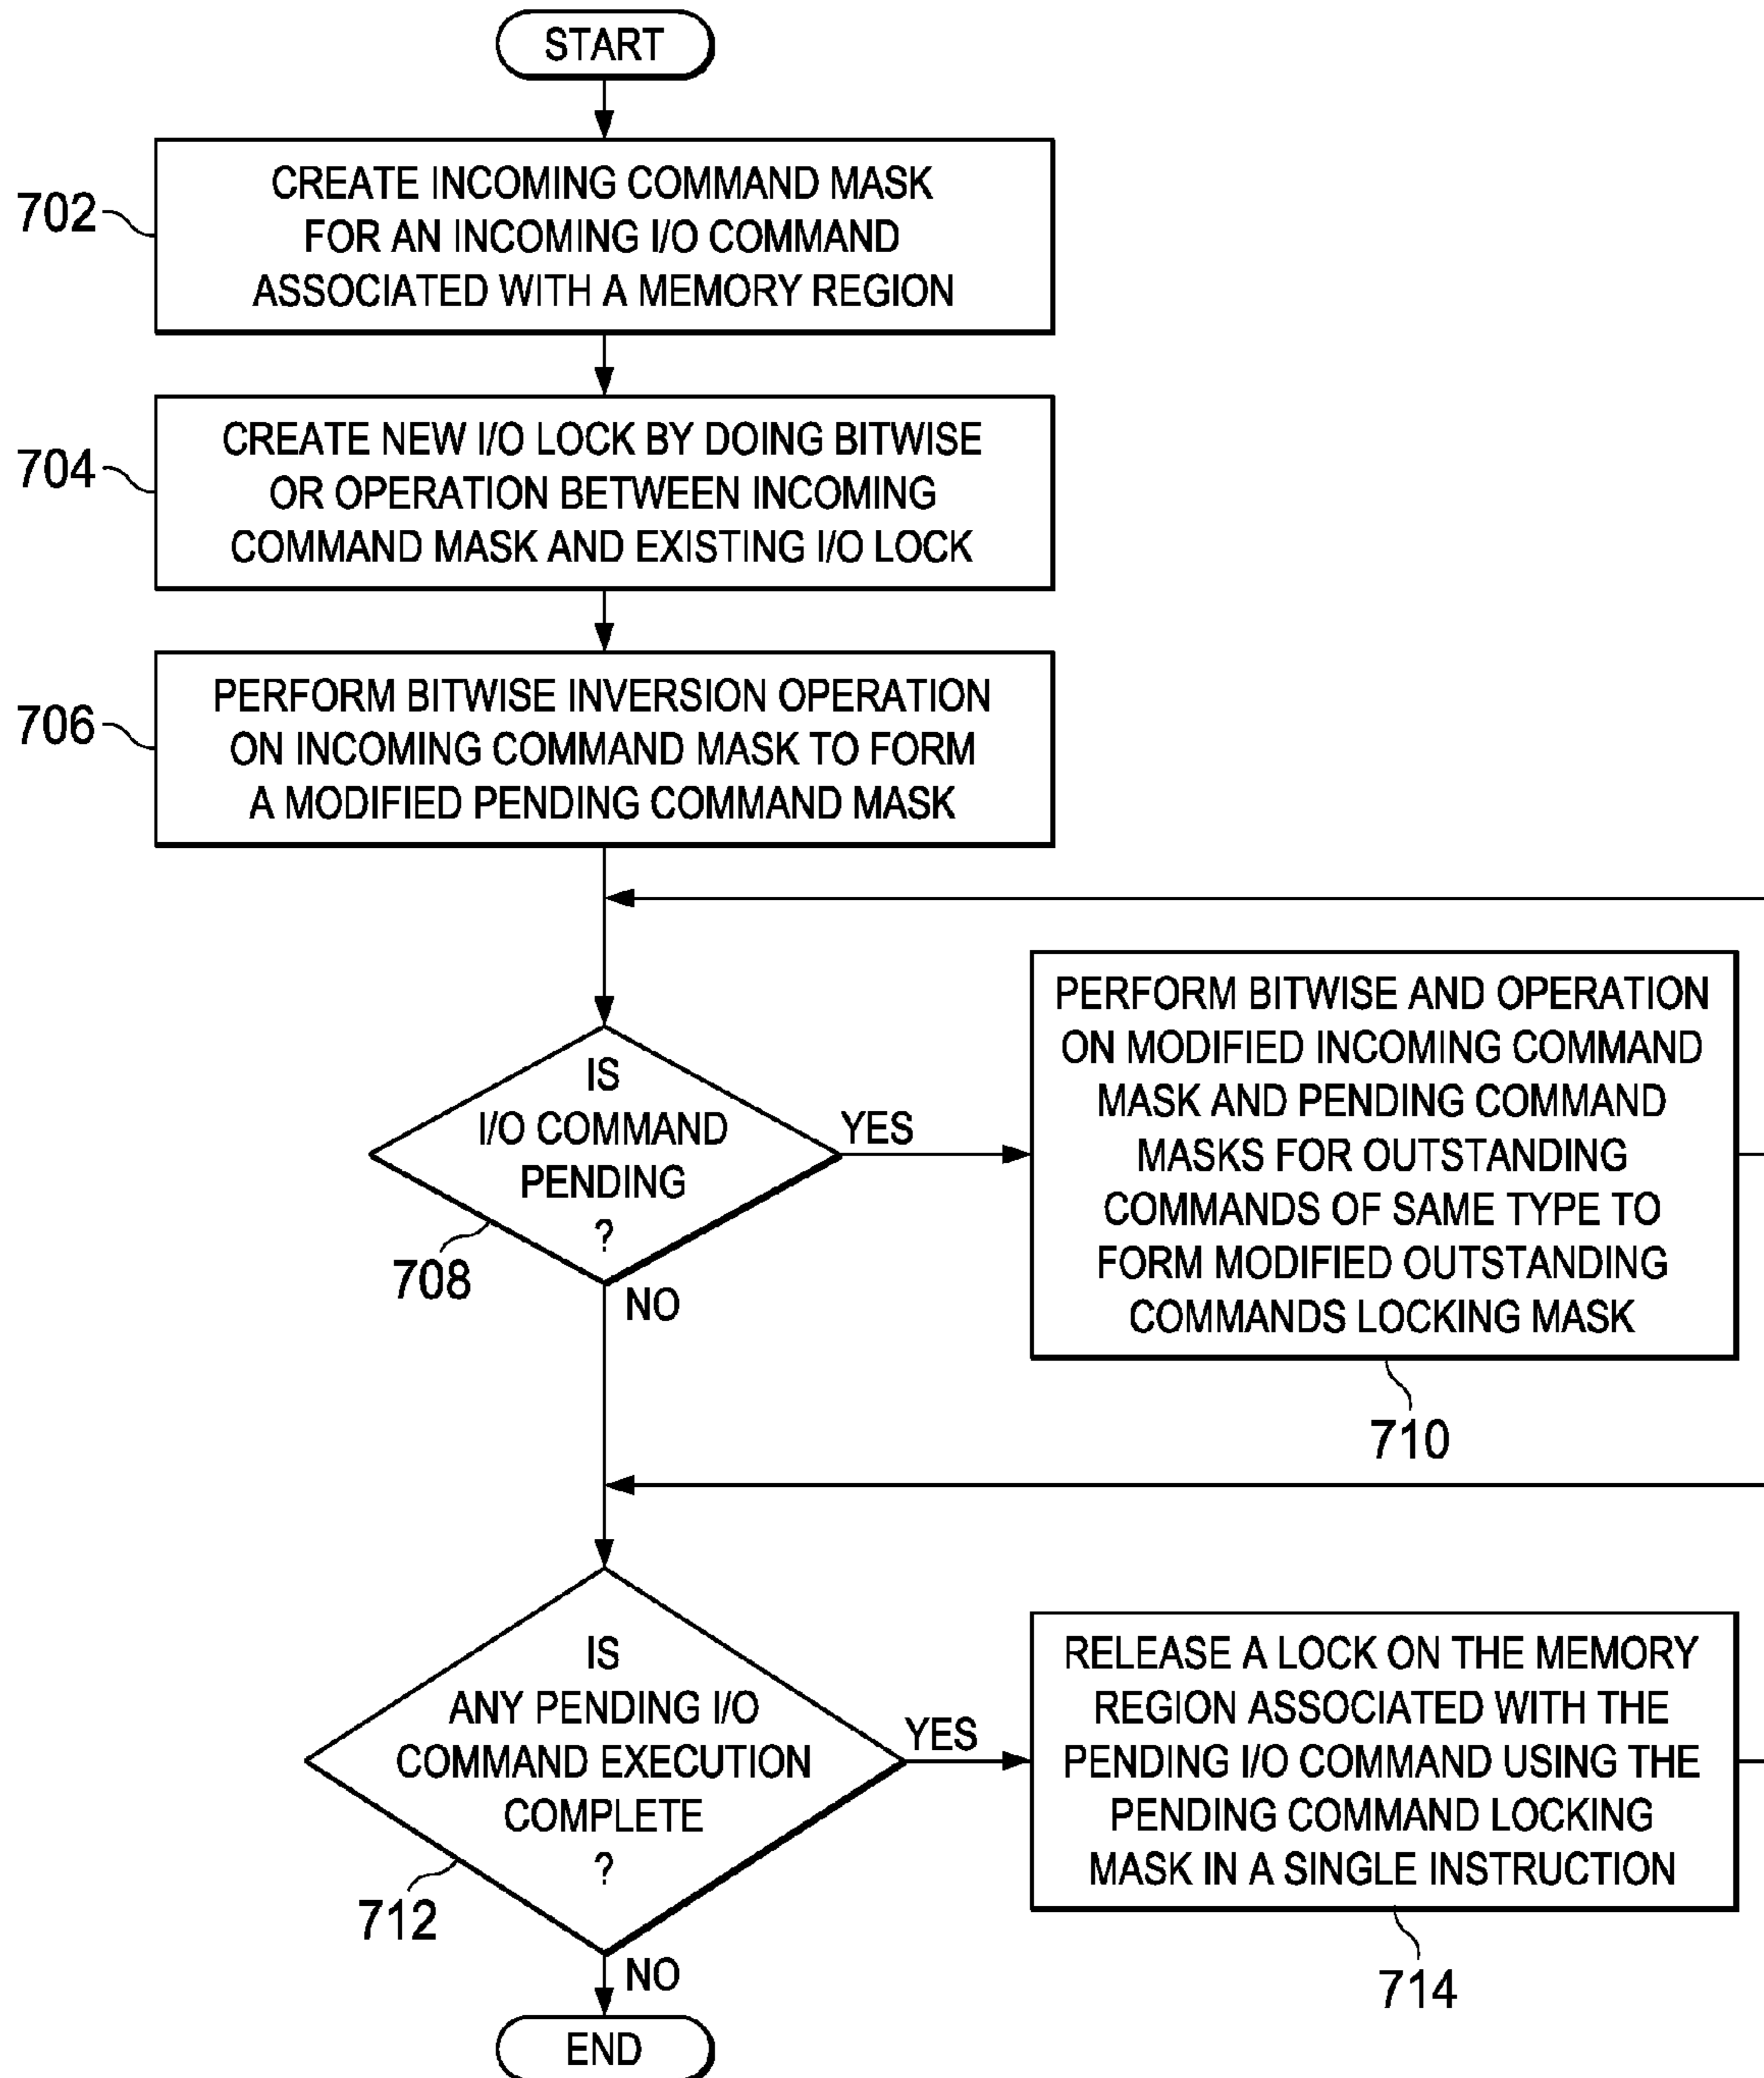 START
702
CREATE INCOMING COMMAND MASK
FOR AN INCOMING I/O COMMAND
ASSOCIATED WITH A MEMORY REGION
704
CREATE NEW I/O LOCK BY DOING BITWISE
OR OPERATION BETWEEN INCOMING
COMMAND MASK AND EXISTING I/O LOCK
706
PERFORM BITWISE INVERSION OPERATION
ON INCOMING COMMAND MASK TO FORM
A MODIFIED PENDING COMMAND MASK
IS
I/O COMMAND
PENDING
?
708
YES
NO
PERFORM BITWISE AND OPERATION
ON MODIFIED INCOMING COMMAND
MASK AND PENDING COMMAND
MASKS FOR OUTSTANDING
COMMANDS OF SAME TYPE TO
FORM MODIFIED OUTSTANDING
COMMANDS LOCKING MASK
710
IS
ANY PENDING I/O
COMMAND EXECUTION
COMPLETE
?
712
YES
NO
RELEASE A LOCK ON THE MEMORY
REGION ASSOCIATED WITH THE
PENDING I/O COMMAND USING THE
PENDING COMMAND LOCKING
MASK IN A SINGLE INSTRUCTION
714
END